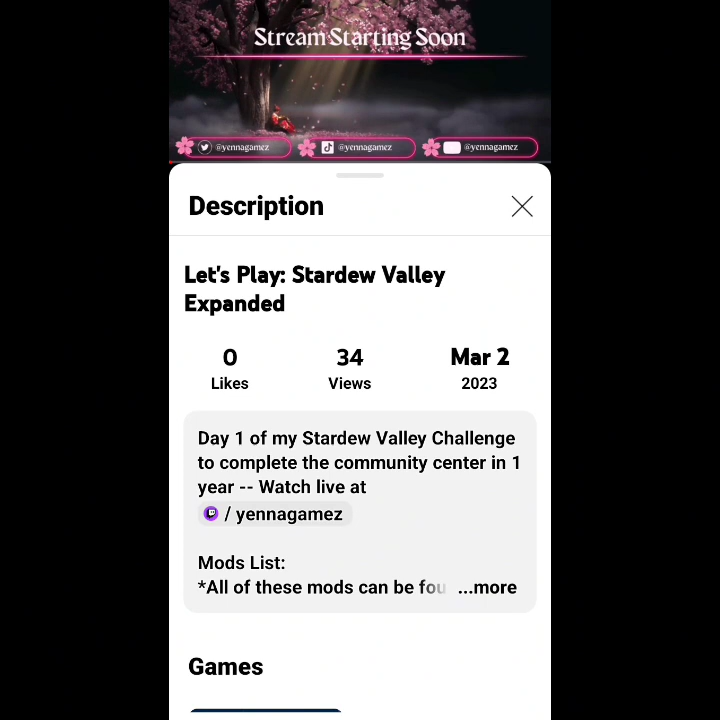 Stream Starting Soon
@yennagamez @yennagamez @yennagamez
Description
Let's Play: Stardew Valley
Expanded
0 34 Mar 2
Likes Views 2023
Day 1 of my Stardew Valley Challenge
to complete the community center in 1
year -- Watch live at
/ yennagamez
Mods List:
*All of these mods can be fou ...more
Games